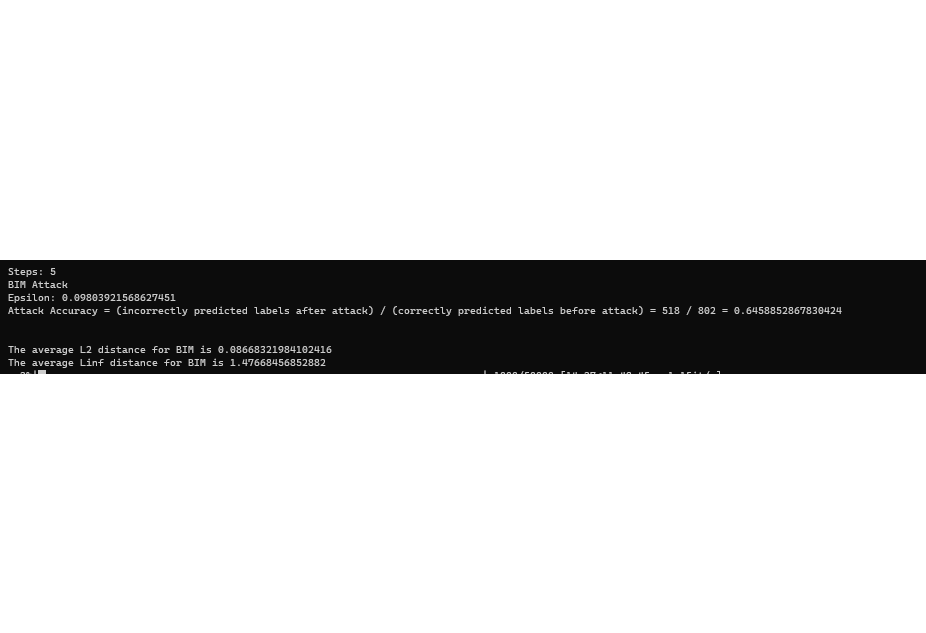 Steps: 5
BIM Attack
Epsilon: 0.09803921568627451
Attack Accuracy = (incorrectly predicted labels after attack) / (correctly predicted labels before attack) = 518 / 802 = 0.6458852867830424
The average L2 distance for BIM is 0.08668321984102416
The average Linf distance for BIM is 1.47668456852882